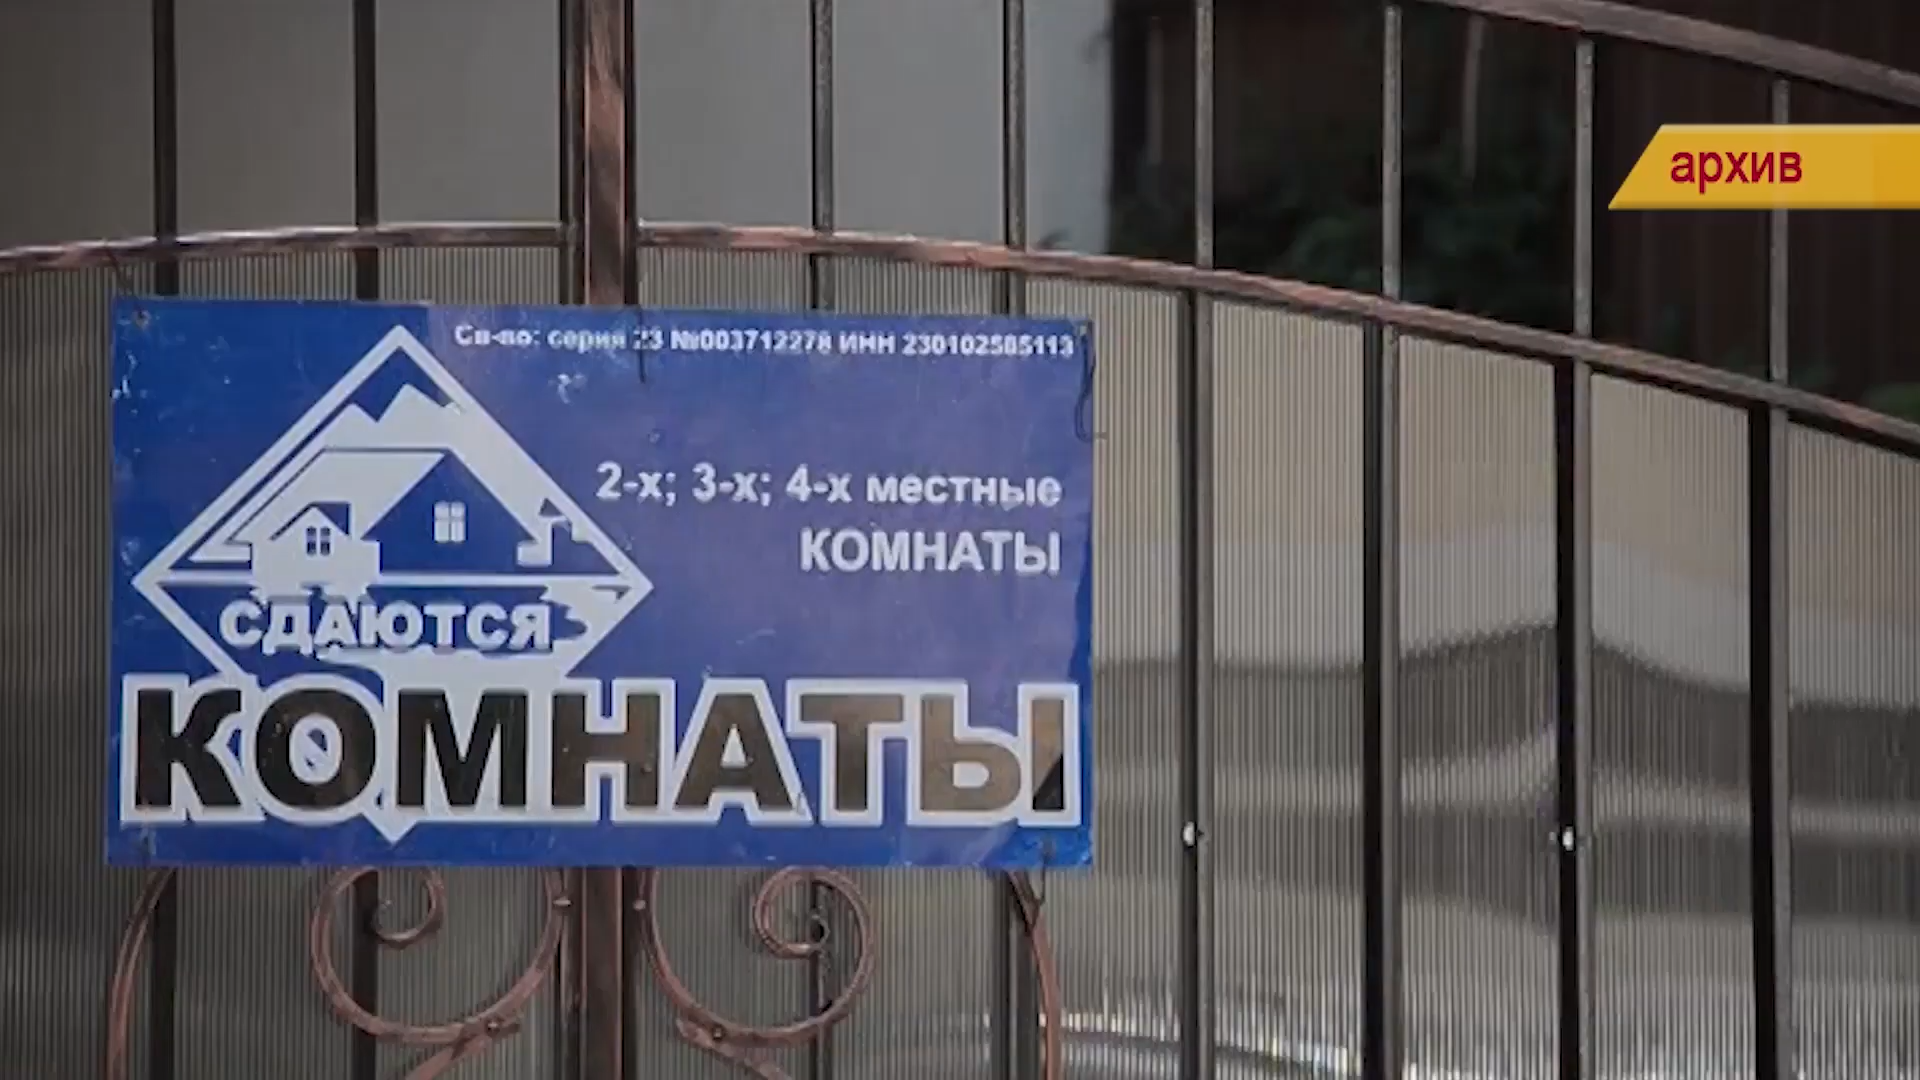 архив
Св-во: серия 23 №003712278 ИНН 230102585113
2-х; 3-х; 4-х местные
КОМНАТЫ
СДАЮТСЯ
КОМНАТЫ